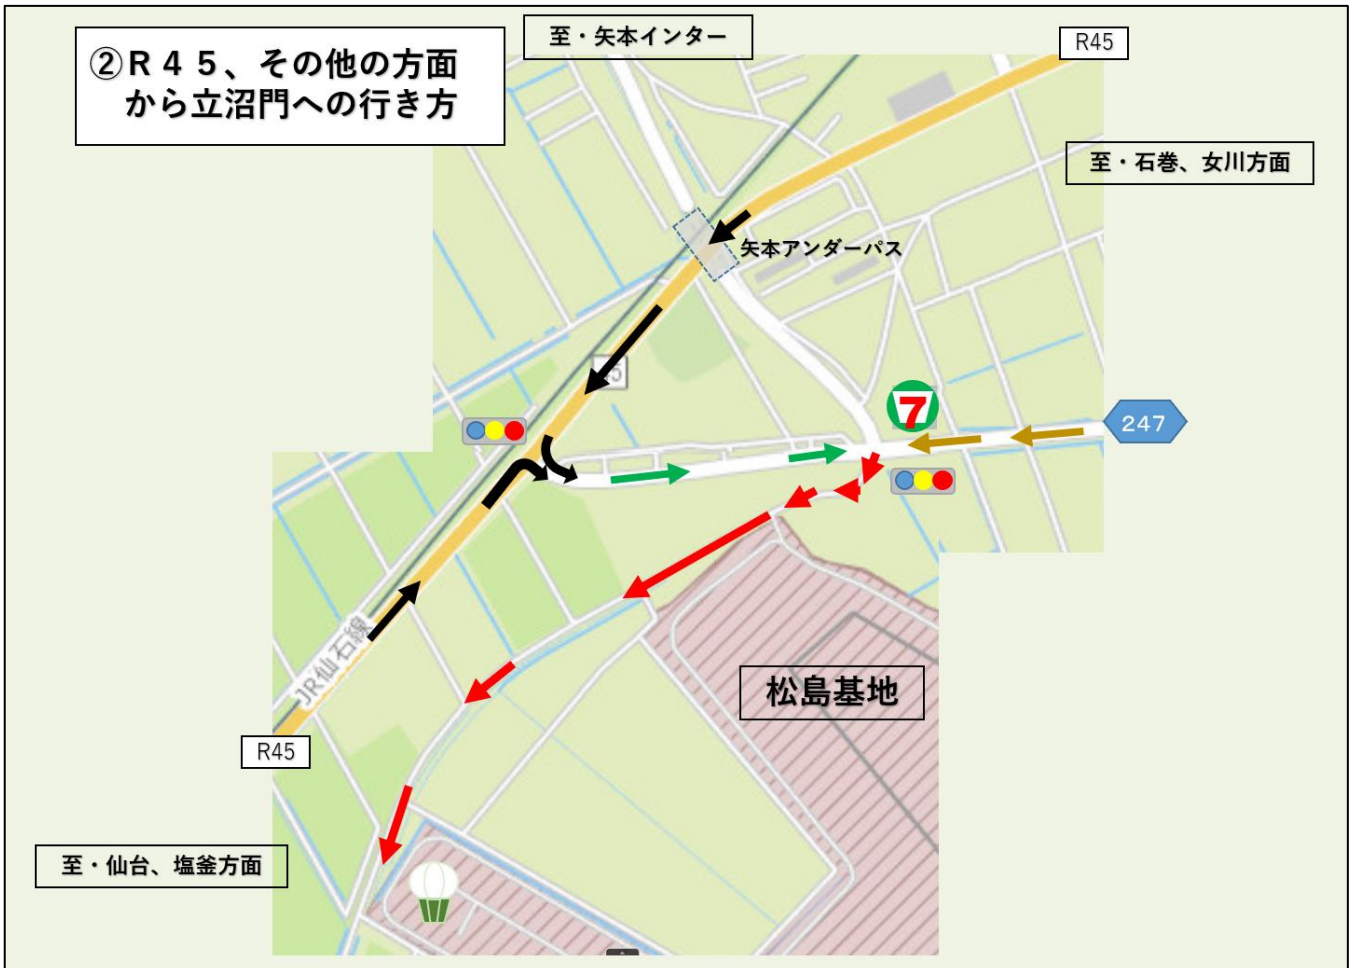 至・矢本インター
R45
②R45、その他の方面
から立沼門への行き方
至・石巻、女川方面
矢本アンダーパス
7
247
JR仙石線
松島基地
R45
至・仙台、塩釜方面